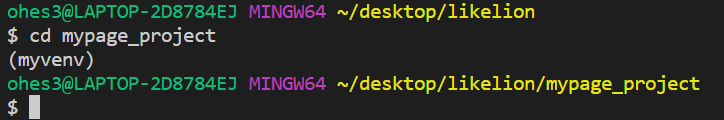 ohes3@LAPTOP-2D8784EJ MINGW64 ~/desktop/likelion
$ cd mypage_project
(myvenv)
ohes3@LAPTOP-2D8784EJ MINGW64 ~/desktop/likelion/mypage_project
$